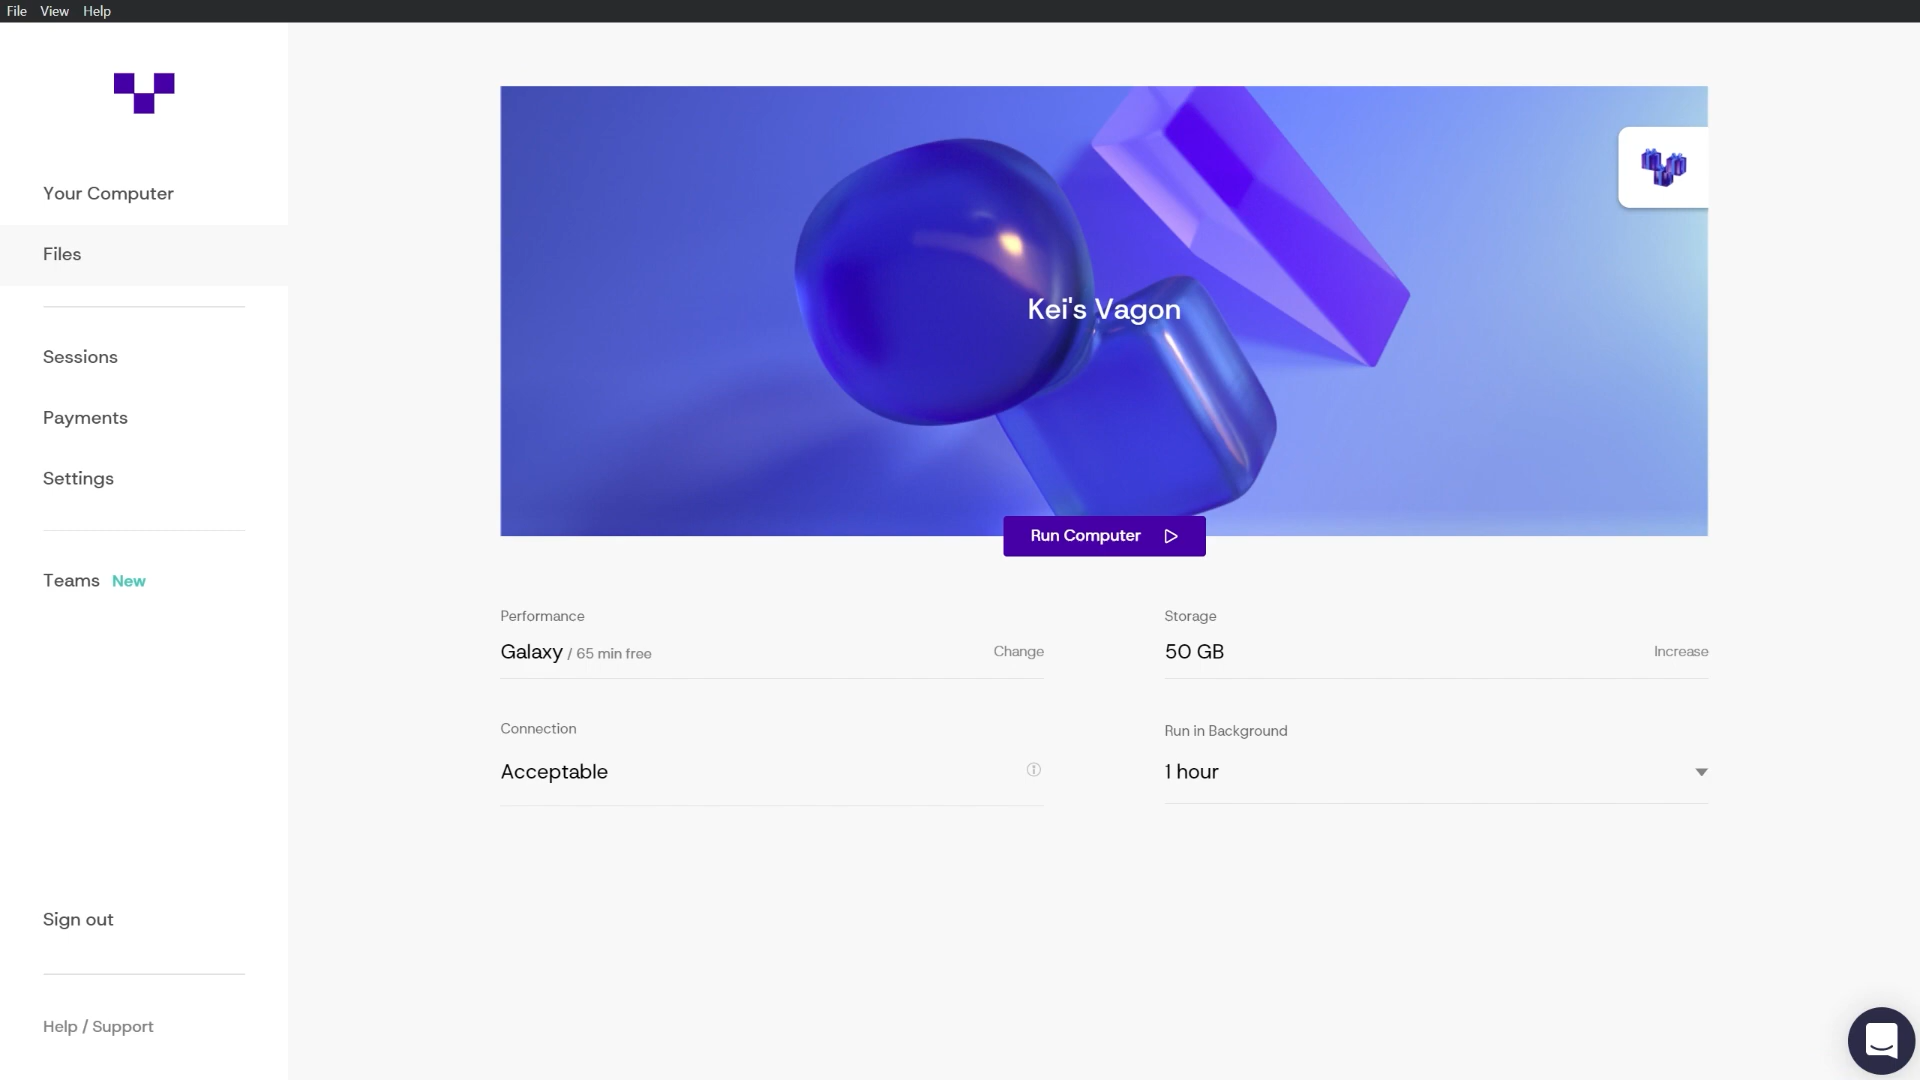 File View Help
Your Computer
Files
Sessions
Payments
Settings
Teams New
Sign out
Help / Support
Kei's Vagon
Run Computer
Performance
Galaxy / 65 min free
Change
Storage
50 GB
Increase
Connection
Acceptable
Run in Background
1 hour